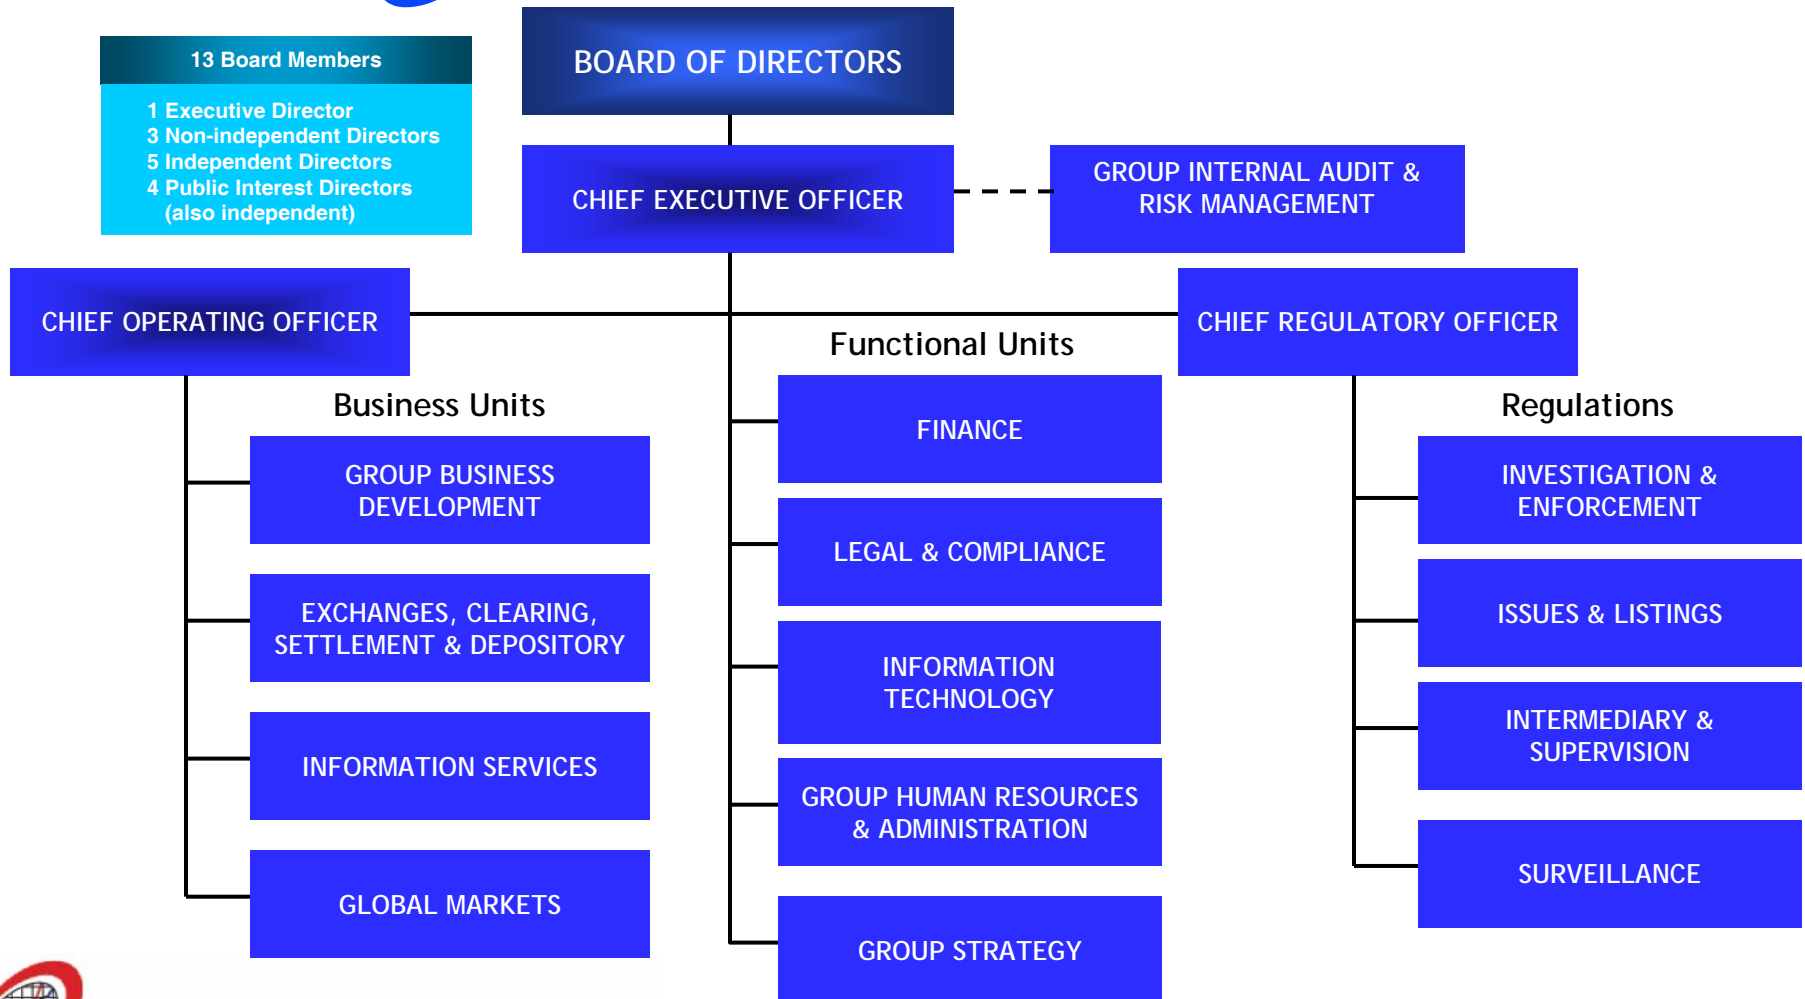 13 Board Members
1 Executive Director
3 Non-independent Directors
5 Independent Directors
4 Public Interest Directors
(also independent)
BOARD OF DIRECTORS
CHIEF EXECUTIVE OFFICER
GROUP INTERNAL AUDIT &
RISK MANAGEMENT
CHIEF OPERATING OFFICER
CHIEF REGULATORY OFFICER
Business Units
GROUP BUSINESS
DEVELOPMENT
EXCHANGES, CLEARING,
SETTLEMENT & DEPOSITORY
INFORMATION SERVICES
GLOBAL MARKETS
Functional Units
FINANCE
LEGAL & COMPLIANCE
INFORMATION
TECHNOLOGY
GROUP HUMAN RESOURCES
& ADMINISTRATION
GROUP STRATEGY
Regulations
INVESTIGATION &
ENFORCEMENT
ISSUES & LISTINGS
INTERMEDIARY &
SUPERVISION
SURVEILLANCE